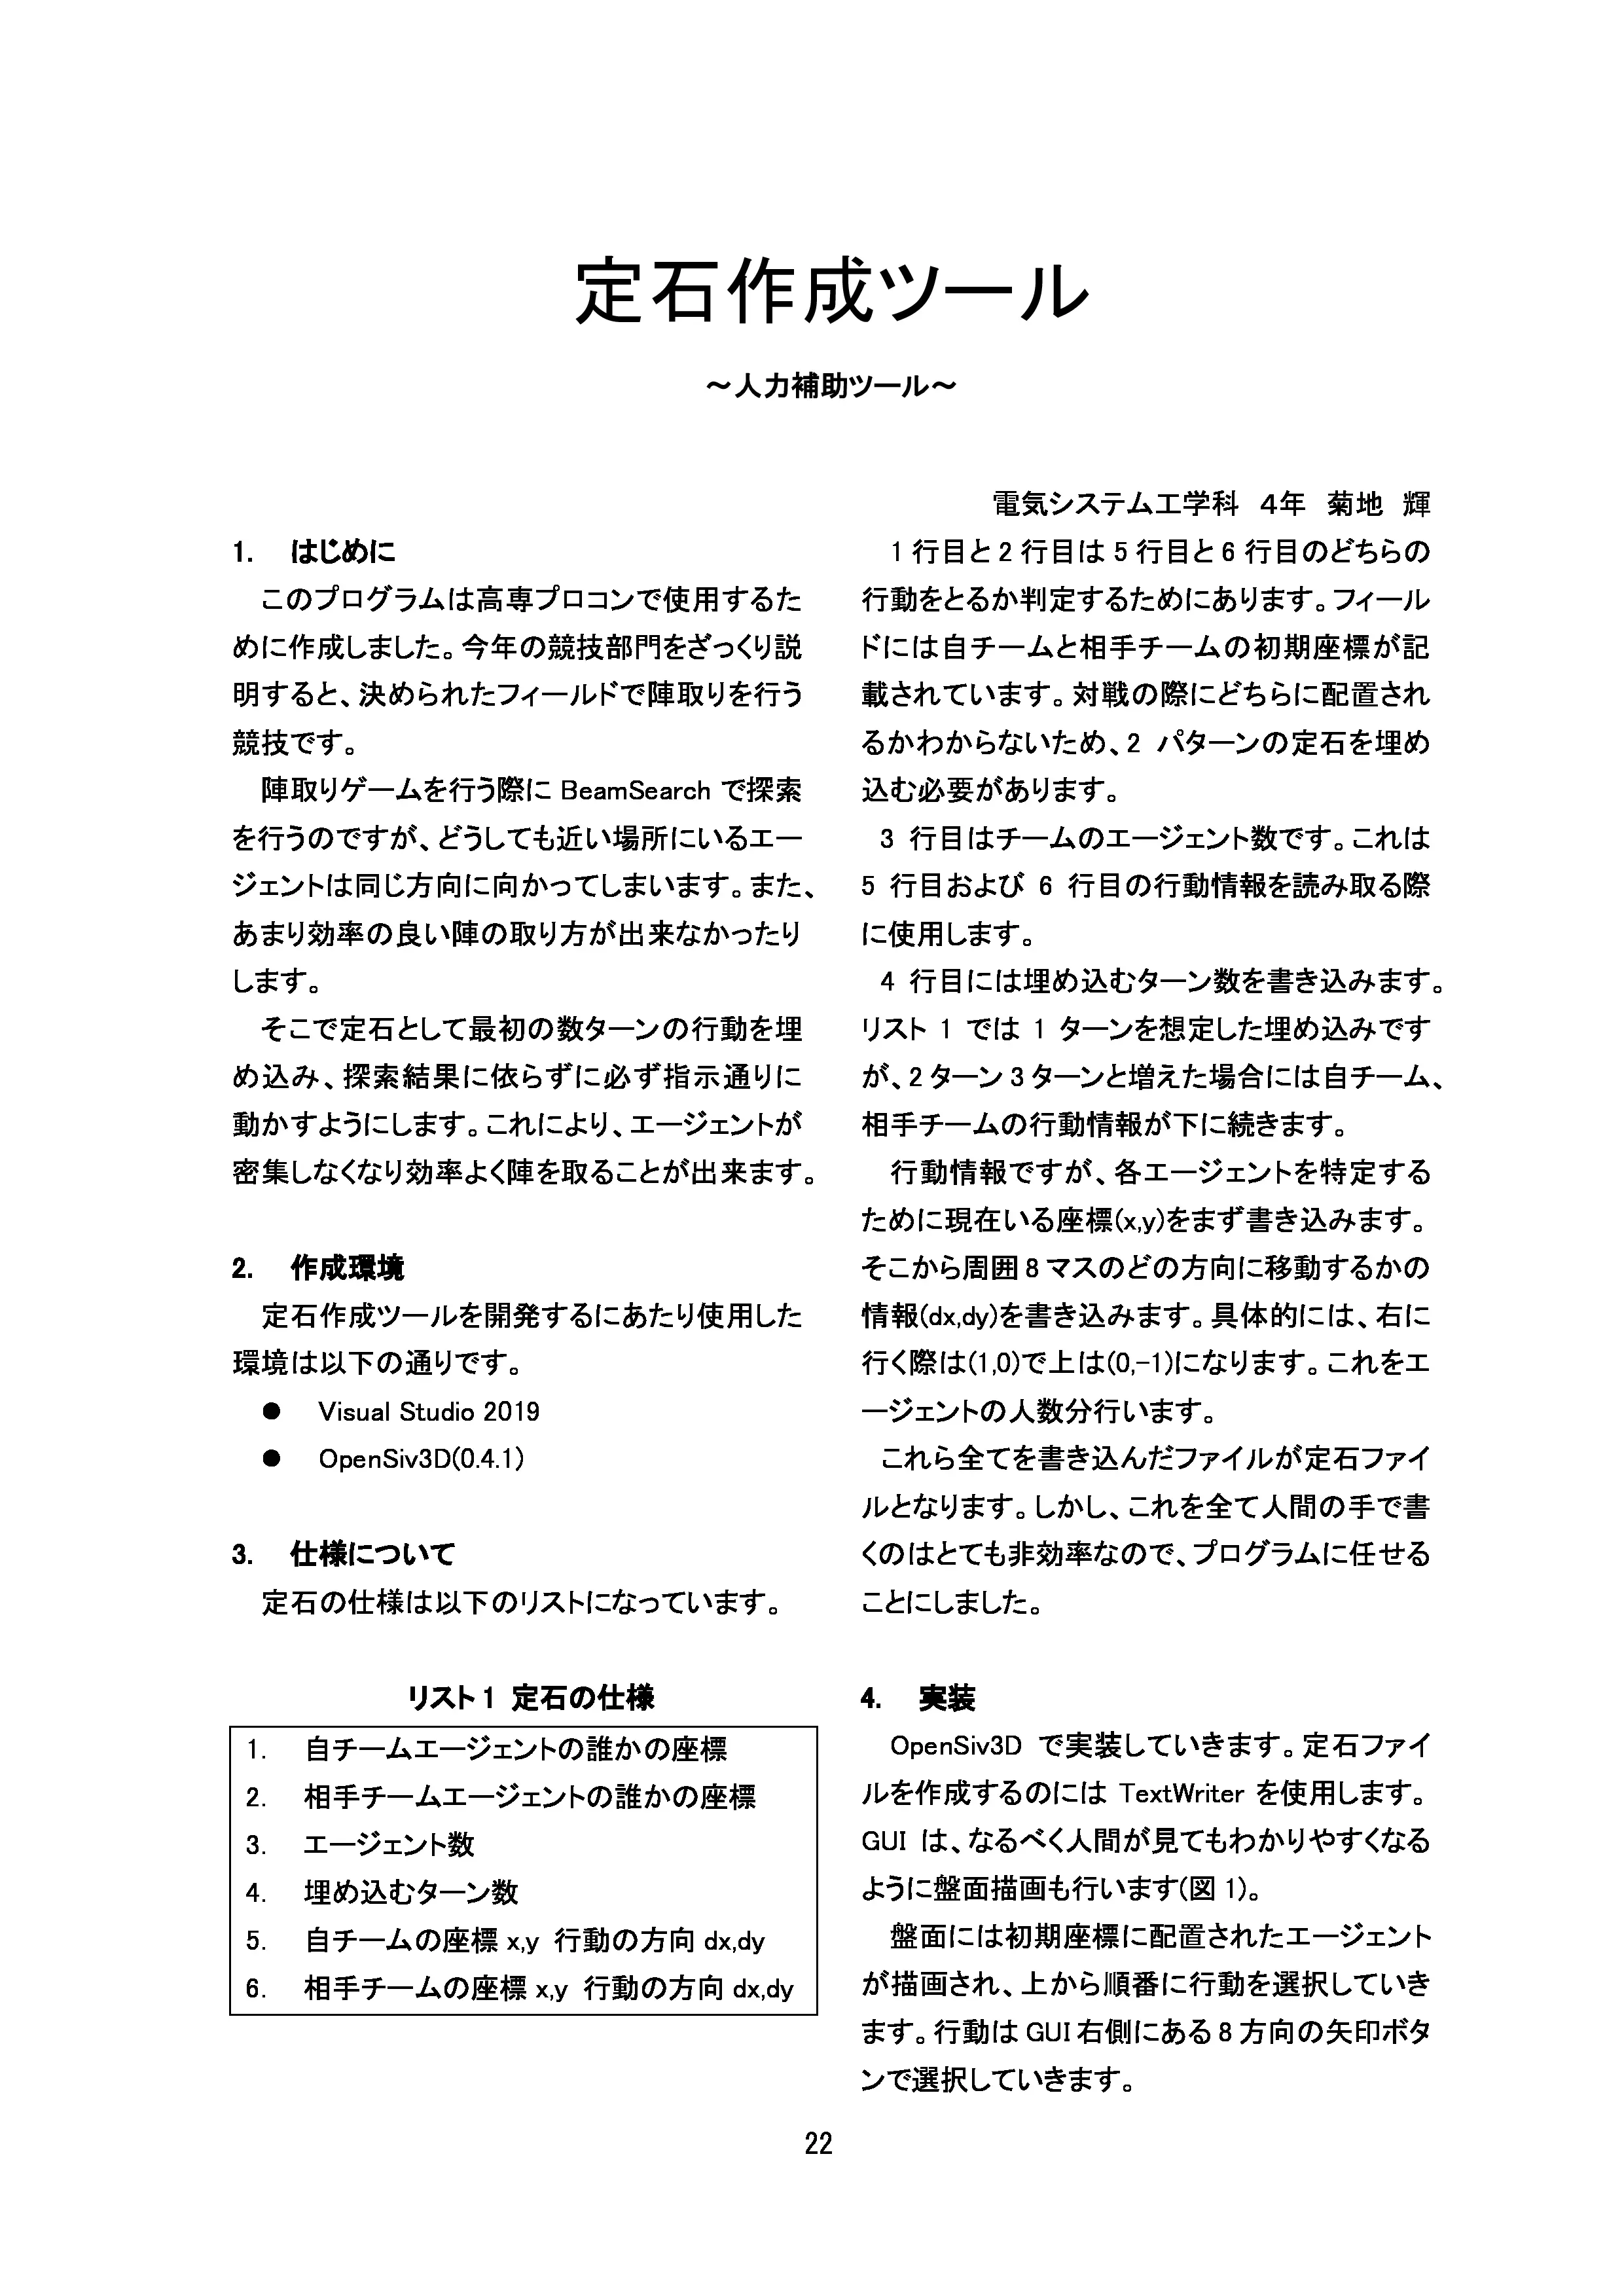 定石作成ツール
～人力補助ツール～
電気システム工学科 4年 菊地 輝
1. はじめに
このプログラムは高専プロコンで使用するた
めに作成しました。今年の競技部門をざっくり説
明すると、決められたフィールドで陣取りを行う
競技です。
陣取りゲームを行う際に BeamSearch で探索
を行うのですが、どうしても近い場所にいるエー
ジェントは同じ方向に向かってしまいます。また、
あまり効率の良い陣の取り方が出来なかったり
します。
そこで定石として最初の数ターンの行動を埋
め込み、探索結果に依らずに必ず指示通りに
動かすようにします。これにより、エージェントが
密集しなくなり効率よく陣を取ることが出来ます。
2. 作成環境
定石作成ツールを開発するにあたり使用した
環境は以下の通りです。
● Visual Studio 2019
● OpenSiv3D(0.4.1)
3. 仕様について
定石の仕様は以下のリストになっています。
リスト 1 定石の仕様
1. 自チームエージェントの誰かの座標
2. 相手チームエージェントの誰かの座標
3. エージェント数
4. 埋め込むターン数
5. 自チームの座標 x,y 行動の方向 dx,dy
6. 相手チームの座標 x,y 行動の方向 dx,dy
1 行目と 2 行目は 5 行目と 6 行目のどちらの
行動をとるか判定するためにあります。フィール
ドには自チームと相手チームの初期座標が記
載されています。対戦の際にどちらに配置され
るかわからないため、2 パターンの定石を埋め
込む必要があります。
3 行目はチームのエージェント数です。これは
5 行目および 6 行目の行動情報を読み取る際
に使用します。
4 行目には埋め込むターン数を書き込みます。
リスト 1 では 1 ターンを想定した埋め込みです
が、2 ターン 3 ターンと増えた場合には自チーム、
相手チームの行動情報が下に続きます。
行動情報ですが、各エージェントを特定する
ために現在いる座標(x,y)をまず書き込みます。
そこから周囲 8 マスのどの方向に移動するかの
情報(dx,dy)を書き込みます。具体的には、右に
行く際は(1,0)で上は(0,-1)になります。これをエ
ージェントの人数分行います。
これら全てを書き込んだファイルが定石ファイ
ルとなります。しかし、これを全て人間の手で書
くのはとても非効率なので、プログラムに任せる
ことにしました。
4. 実装
OpenSiv3D で実装していきます。定石ファイ
ルを作成するのには TextWriter を使用します。
GUI は、なるべく人間が見てもわかりやすくなる
ように盤面描画も行います(図 1)。
盤面には初期座標に配置されたエージェント
が描画され、上から順番に行動を選択していき
ます。行動は GUI 右側にある 8 方向の矢印ボタ
ンで選択していきます。
22